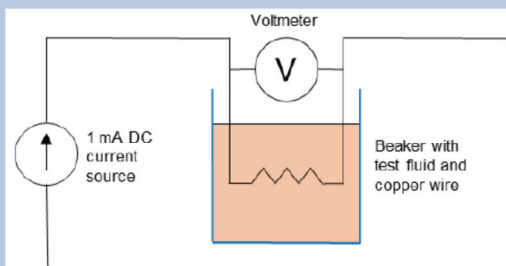 Voltmeter
V
1 mA DC
current
source
Beaker with
test fluid and
copper wire